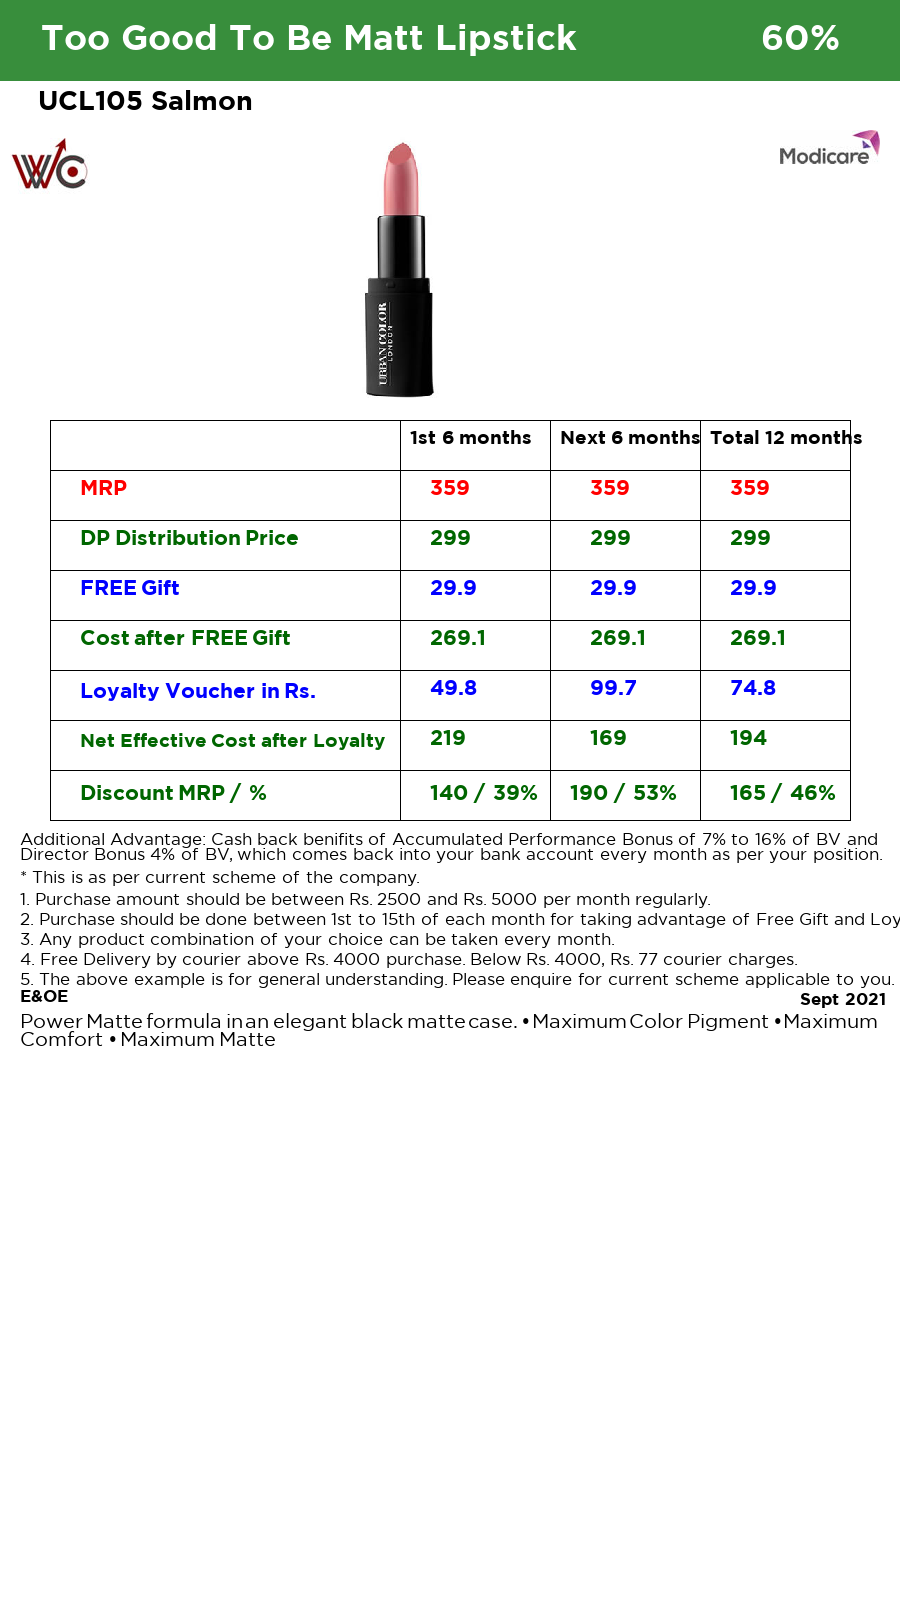 Too Good To Be Matt Lipstick 60%
UCL105 Salmon
WC
Modicare
URBAN COLOR
LONDON
1st 6 months Next 6 months Total 12 months
MRP 359 359 359
DP Distribution Price 299 299 299
FREE Gift 29.9 29.9 29.9
Cost after FREE Gift 269.1 269.1 269.1
Loyalty Voucher in Rs. 49.8 99.7 74.8
Net Effective Cost after Loyalty 219 169 194
Discount MRP / % 140 / 39% 190 / 53% 165 / 46%
Additional Advantage: Cash back benifits of Accumulated Performance Bonus of 7% to 16% of BV and
Director Bonus 4% of BV, which comes back into your bank account every month as per your position.
* This is as per current scheme of the company.
1. Purchase amount should be between Rs. 2500 and Rs. 5000 per month regularly.
2. Purchase should be done between 1st to 15th of each month for taking advantage of Free Gift and Loy
3. Any product combination of your choice can be taken every month.
4. Free Delivery by courier above Rs. 4000 purchase. Below Rs. 4000, Rs. 77 courier charges.
5. The above example is for general understanding. Please enquire for current scheme applicable to you.
E&OE Sept 2021
Power Matte formula in an elegant black matte case. • Maximum Color Pigment • Maximum
Comfort • Maximum Matte